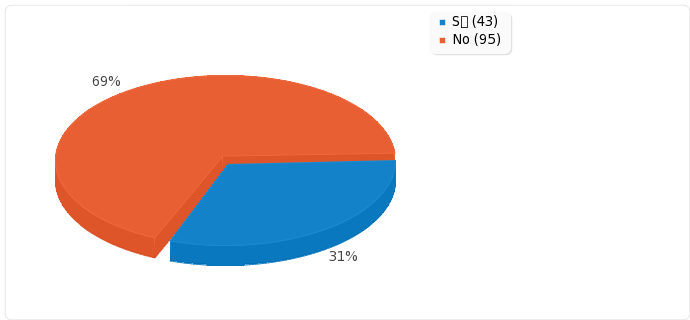 S▯ (43)
No (95)
69%
31%